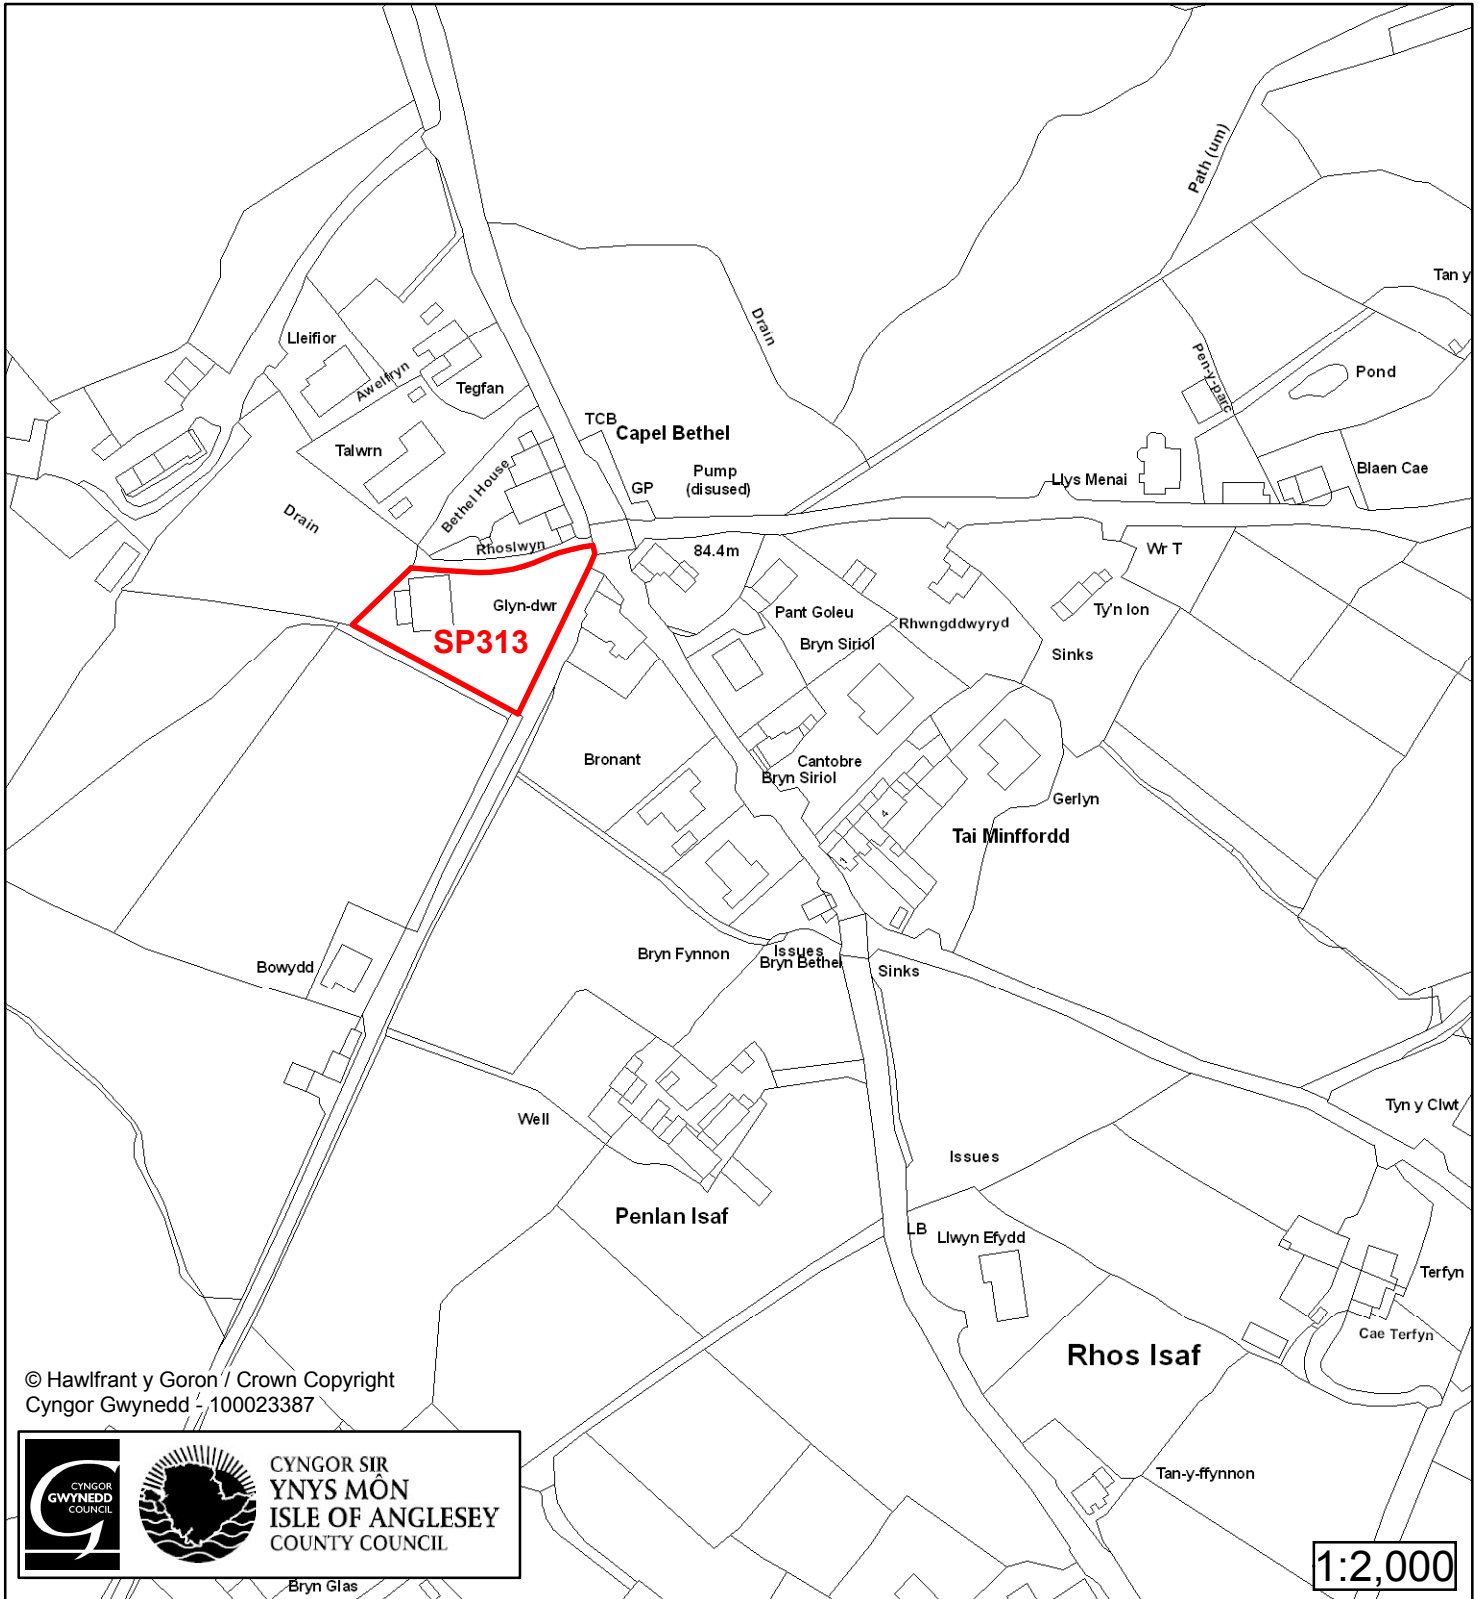 Path (um)
Tan y
Drain
Lleifior
Awelfryn
Tegfan
Pen-y-parc
Pond
TCB
Capel Bethel
Talwrn
Bethel House
Pump
(disused)
GP
Llys Menai
Blaen Cae
Drain
Rhoslwyn
84.4m
Wr T
Glyn-dwr
SP313
Pant Goleu
Rhwngddwyryd
Ty'n lon
Bryn Siriol
Sinks
Bronant
Cantobre
Bryn Siriol
Gerlyn
4
Tai Minffordd
1
Bryn Fynnon
Issues
Bryn Bethel
Sinks
Bowydd
Well
Tyn y Clwt
Issues
Penlan Isaf
LB
Llwyn Efydd
Terfyn
Cae Terfyn
Rhos Isaf
© Hawlfraint y Goron / Crown Copyright
Cyngor Gwynedd - 100023387
Tan-y-ffynnon
CYNGOR
GWYNEDD
COUNCIL
CYNGOR SIR
YNYS MÔN
ISLE OF ANGLESEY
COUNTY COUNCIL
Bryn Glas
1:2,000